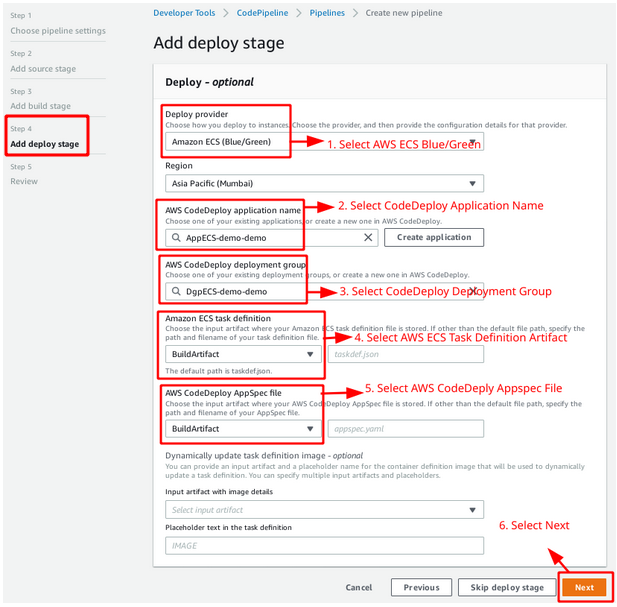 Developer Tools > CodePipeline > Pipelines > Create new pipeline
Step 1
Choose pipeline settings
Step 2
Add source stage
Step 3
Add build stage
Step 4
Add deploy stage
Step 5
Review
Add deploy stage
Deploy - optional
Deploy provider
Choose how you deploy to instances. Choose the provider, and then provide the configuration details for that provider.
Amazon ECS (Blue/Green)
1. Select AWS ECS Blue/Green
Region
Asia Pacific (Mumbai)
AWS CodeDeploy application name
2. Select CodeDeploy Application Name
Choose one of your existing applications, or create a new one in AWS CodeDeploy.
AppECS-demo-demo
Create application
AWS CodeDeploy deployment group
Choose one of your existing deployment groups, or create a new one in AWS CodeDeploy.
DgpECS-demo-demo
3. Select CodeDeploy Deployment Group
Amazon ECS task definition
Choose the input artifact where your Amazon ECS task definition file is stored. If other than the default file path, specify the
path and filename of your task definition file.
4. Select AWS ECS Task Definition Artifact
BuildArtifact
taskdef.json
The default path is taskdef.json.
AWS CodeDeploy AppSpec file
5. Select AWS CodeDeply Appspec File
Choose the input artifact where your AWS CodeDeploy AppSpec file is stored. If other than the default file path, specify the
path and filename of your AppSpec file.
BuildArtifact
appspec.yaml
Dynamically update task definition image - optional
You can provide an input artifact and a placeholder name for the container definition image that will be used to dynamically
update a task definition. You can specify multiple input artifacts and placeholders.
Input artifact with image details
Select input artifact
Placeholder text in the task definition
IMAGE
6. Select Next
Cancel
Previous
Skip deploy stage
Next